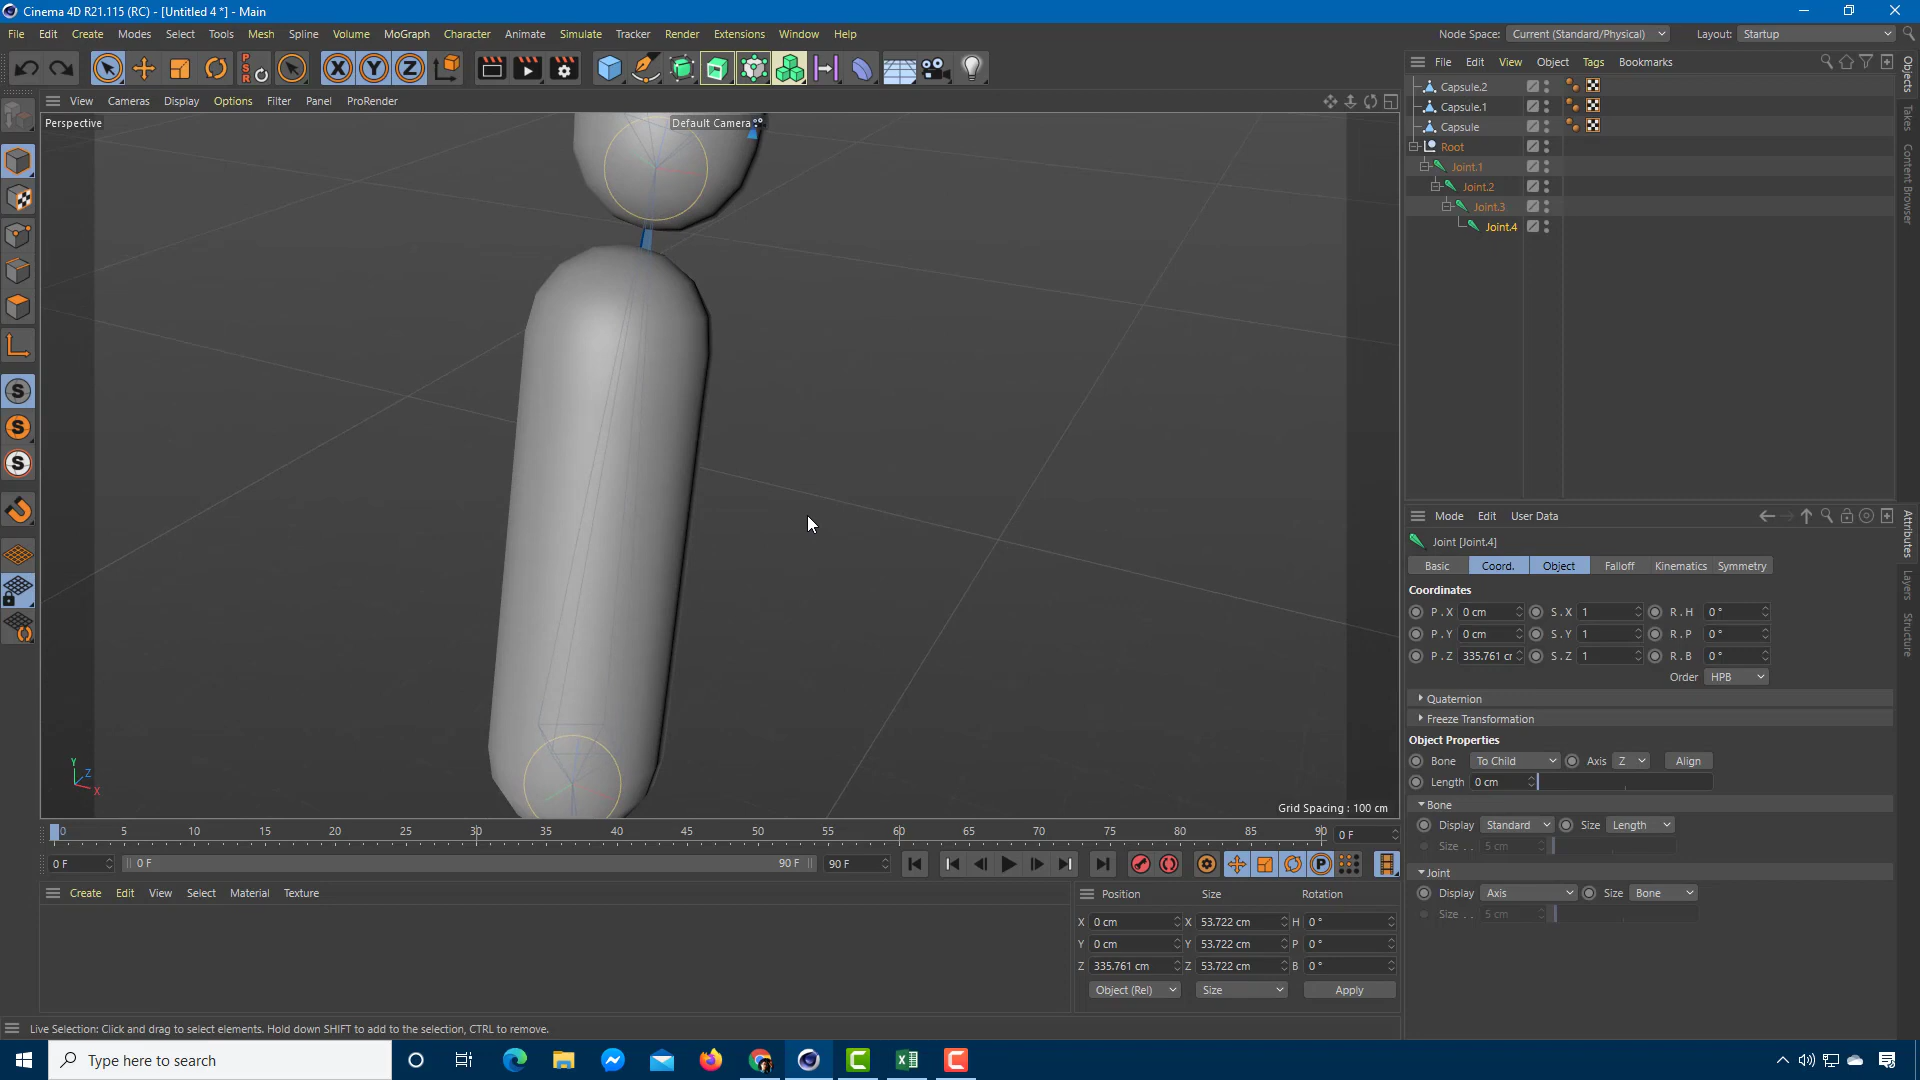 Cinema 4D R21.115 (RC) - [Untitled 4 *] - Main
File Edit Create Modes Select Tools Mesh Spline Volume MoGraph Character Animate Simulate Tracker Render Extensions Window Help
Node Space: Current (Standard/Physical) Layout: Startup
P S R X Y Z
File Edit View Object Tags Bookmarks
View Cameras Display Options Filter Panel ProRender
Perspective
Default Camera
Capsule.2
Capsule.1
Capsule
Root
Joint.1
Joint.2
Joint.3
Joint.4
Objects
Takes
Content Browser
Mode Edit User Data
Joint [Joint.4]
Basic Coord. Object Falloff Kinematics Symmetry
Coordinates
P . X 0 cm S . X 1 R . H 0 °
P . Y 0 cm S . Y 1 R . P 0 °
P . Z 335.761 cr S . Z 1 R . B 0 °
Order HPB
Quaternion
Freeze Transformation
Object Properties
Bone To Child Axis Z Align
Length 0 cm
Bone
Display Standard Size Length
Size . . 5 cm
Joint
Display Axis Size Bone
Size . . 5 cm
Attributes
Layers
Structure
S
S
S
Y
Z
X
Grid Spacing : 100 cm
0 5 10 15 20 25 30 35 40 45 50 55 60 65 70 75 80 85 90 0 F
0 F 0 F 90 F 90 F P
Create Edit View Select Material Texture
Position Size Rotation
X 0 cm X 53.722 cm H 0 °
Y 0 cm Y 53.722 cm P 0 °
Z 335.761 cm Z 53.722 cm B 0 °
Object (Rel) Size Apply
Live Selection: Click and drag to select elements. Hold down SHIFT to add to the selection, CTRL to remove.
Type here to search